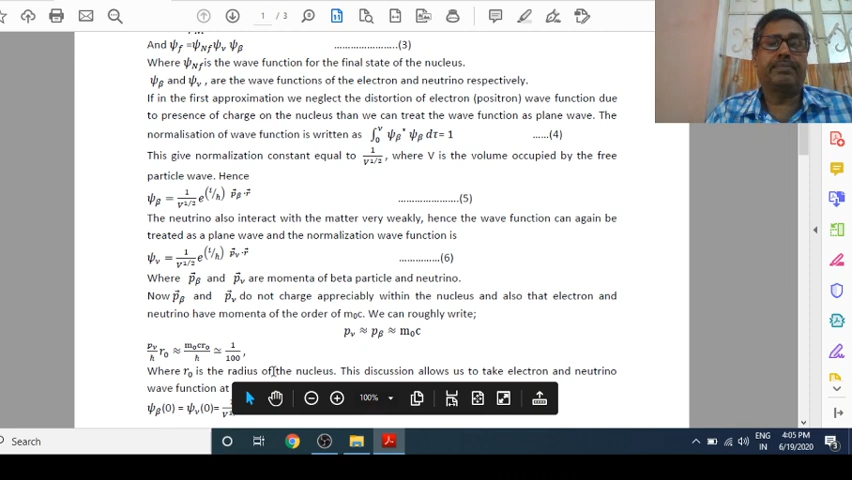 1 / 3
And ψf =ψNfψν ψβ ........................(3)
Where ψNf is the wave function for the final state of the nucleus.
ψβ and ψν , are the wave functions of the electron and neutrino respectively.
If in the first approximation we neglect the distortion of electron (positron) wave function due
to presence of charge on the nucleus than we can treat the wave function as plane wave. The
normalisation of wave function is written as ∫₀ⱽ ψβ* ψβ dτ= 1 ......(4)
This give normalization constant equal to 1/V^1/2, where V is the volume occupied by the free
particle wave. Hence
ψβ = 1/V^1/2 e^(i/ħ) p⃗β·r⃗ ........................(5)
The neutrino also interact with the matter very weakly, hence the wave function can again be
treated as a plane wave and the normalization wave function is
ψν = 1/V^1/2 e^(i/ħ) p⃗ν·r⃗ ...............(6)
Where p⃗β and p⃗ν are momenta of beta particle and neutrino.
Now p⃗β and p⃗ν do not charge appreciably within the nucleus and also that electron and
neutrino have momenta of the order of m₀c. We can roughly write;
pν ≈ pβ ≈ m₀c
pν/ħ r₀ ≈ m₀cr₀/ħ ≃ 1/100,
Where r₀ is the radius of the nucleus. This discussion allows us to take electron and neutrino
wave function at
ψβ(0) = ψν(0)=
100%
Search
ENG
IN
4:05 PM
6/19/2020
3